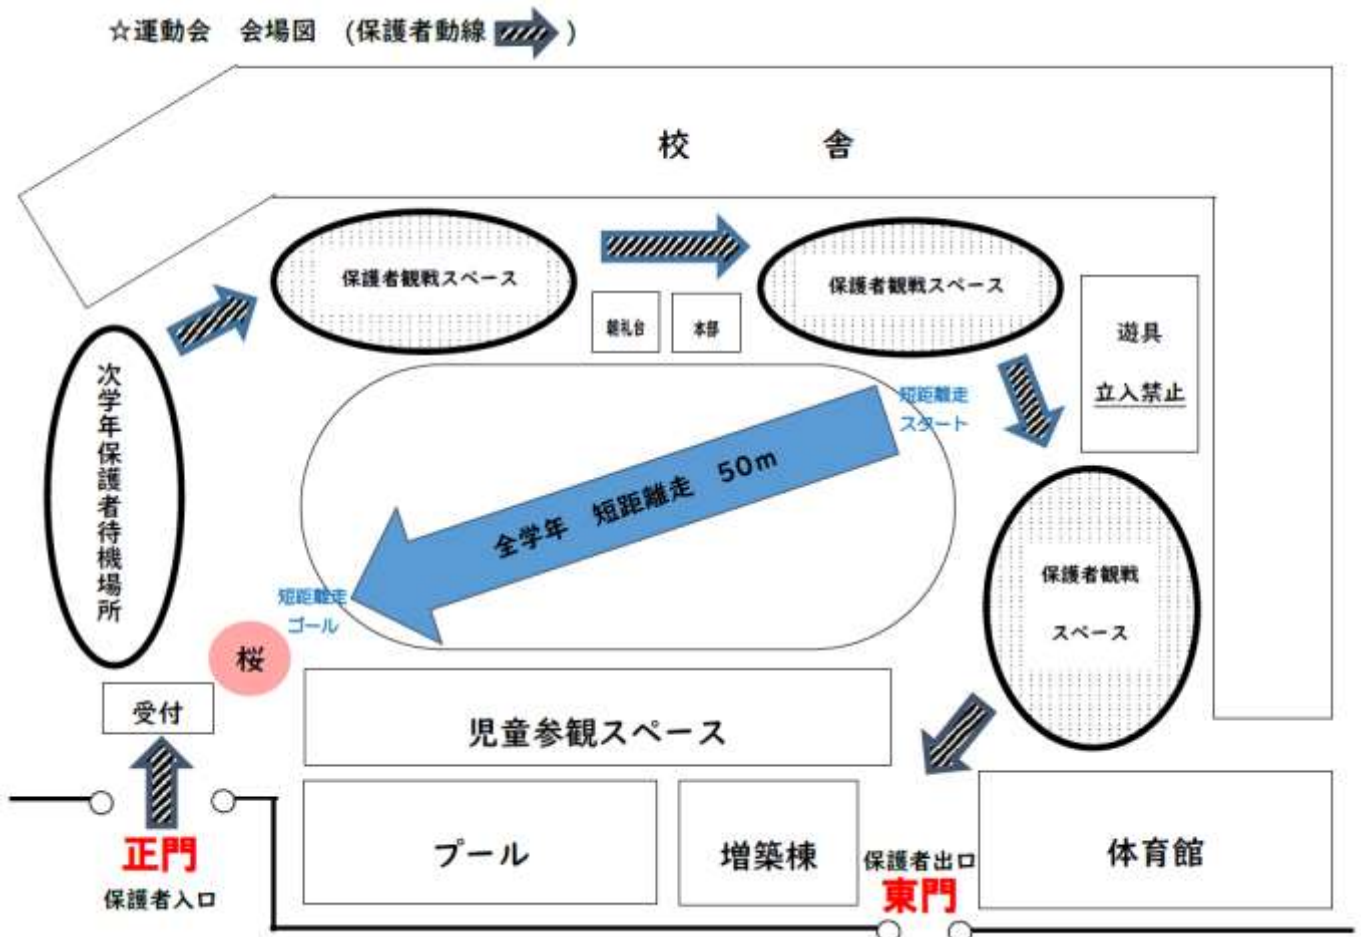 ☆運動会 会場図 (保護者動線 )
校 舎
保護者観戦スペース
保護者観戦スペース
朝礼台
本部
遊具
立入禁止
次学年保護者待機場所
短距離走
スタート
全学年 短距離走 50m
保護者観戦
スペース
短距離走
ゴール
桜
受付
児童参観スペース
プール
増築棟
体育館
正門
保護者入口
保護者出口
東門